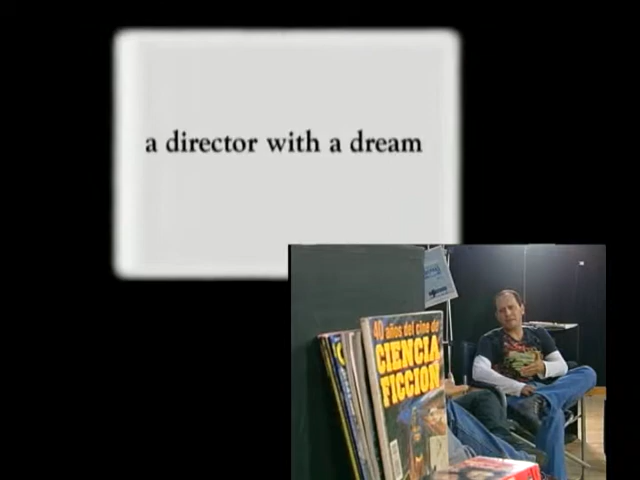 a director with a dream
40 años del cine de
CIENCIA
FICCION